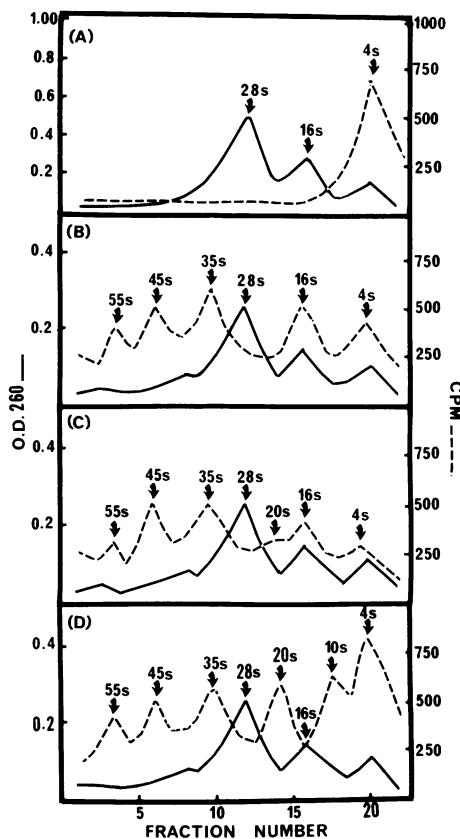 (A)
1.00
0.8
0.6
0.4
0.2
28s
16s
4s
1000
750
500
250
(B)
0.4
0.2
55s
45s
35s
28s
16s
4s
750
500
250
(C)
0.4
0.2
55s
45s
35s
28s
20s
16s
4s
750
500
250
(D)
0.4
0.2
55s
45s
35s
28s
20s
16s
10s
4s
750
500
250
O.D. 260
CPM
5 10 15 20
FRACTION NUMBER